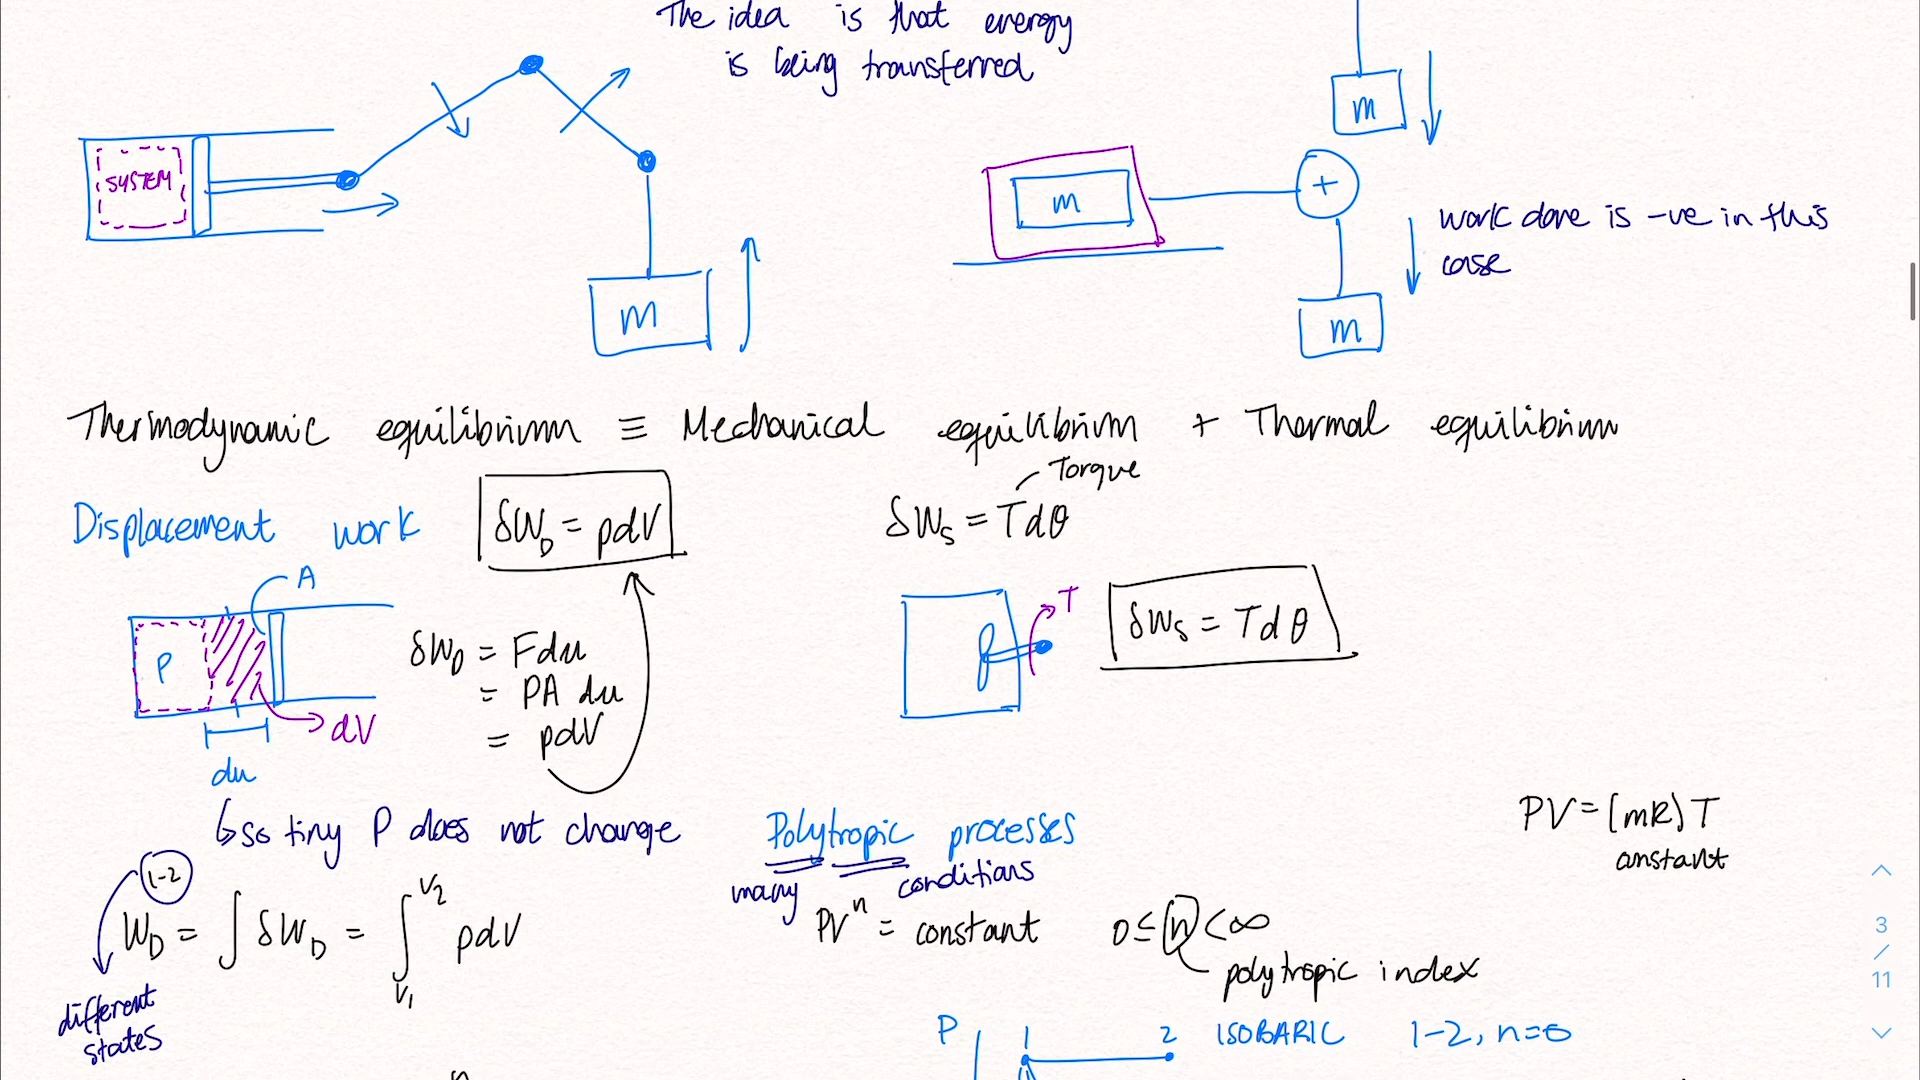 The idea is that energy
is being transferred
m
SYSTEM
m
+
work done is -ve in this
case
m
m
Thermodynamic equilibrium ≡ Mechanical equilibrium + Thermal equilibrium
Torque
Displacement work
δW_D = pdV
δW_S = Tdθ
A
P
dV
du
δW_D = Fdu
= PA du
= pdV
T
δW_S = Tdθ
↳ so tiny P does not change
Polytropic processes
many
conditions
PV = (mR)T
constant
1-2
W_D = ∫ δW_D = ∫_{V_1}^{V_2} pdV
different
states
PV^n = constant
0 ≤ n < ∞
polytropic index
P
1
2
ISOBARIC 1-2, n=0
3
/
11